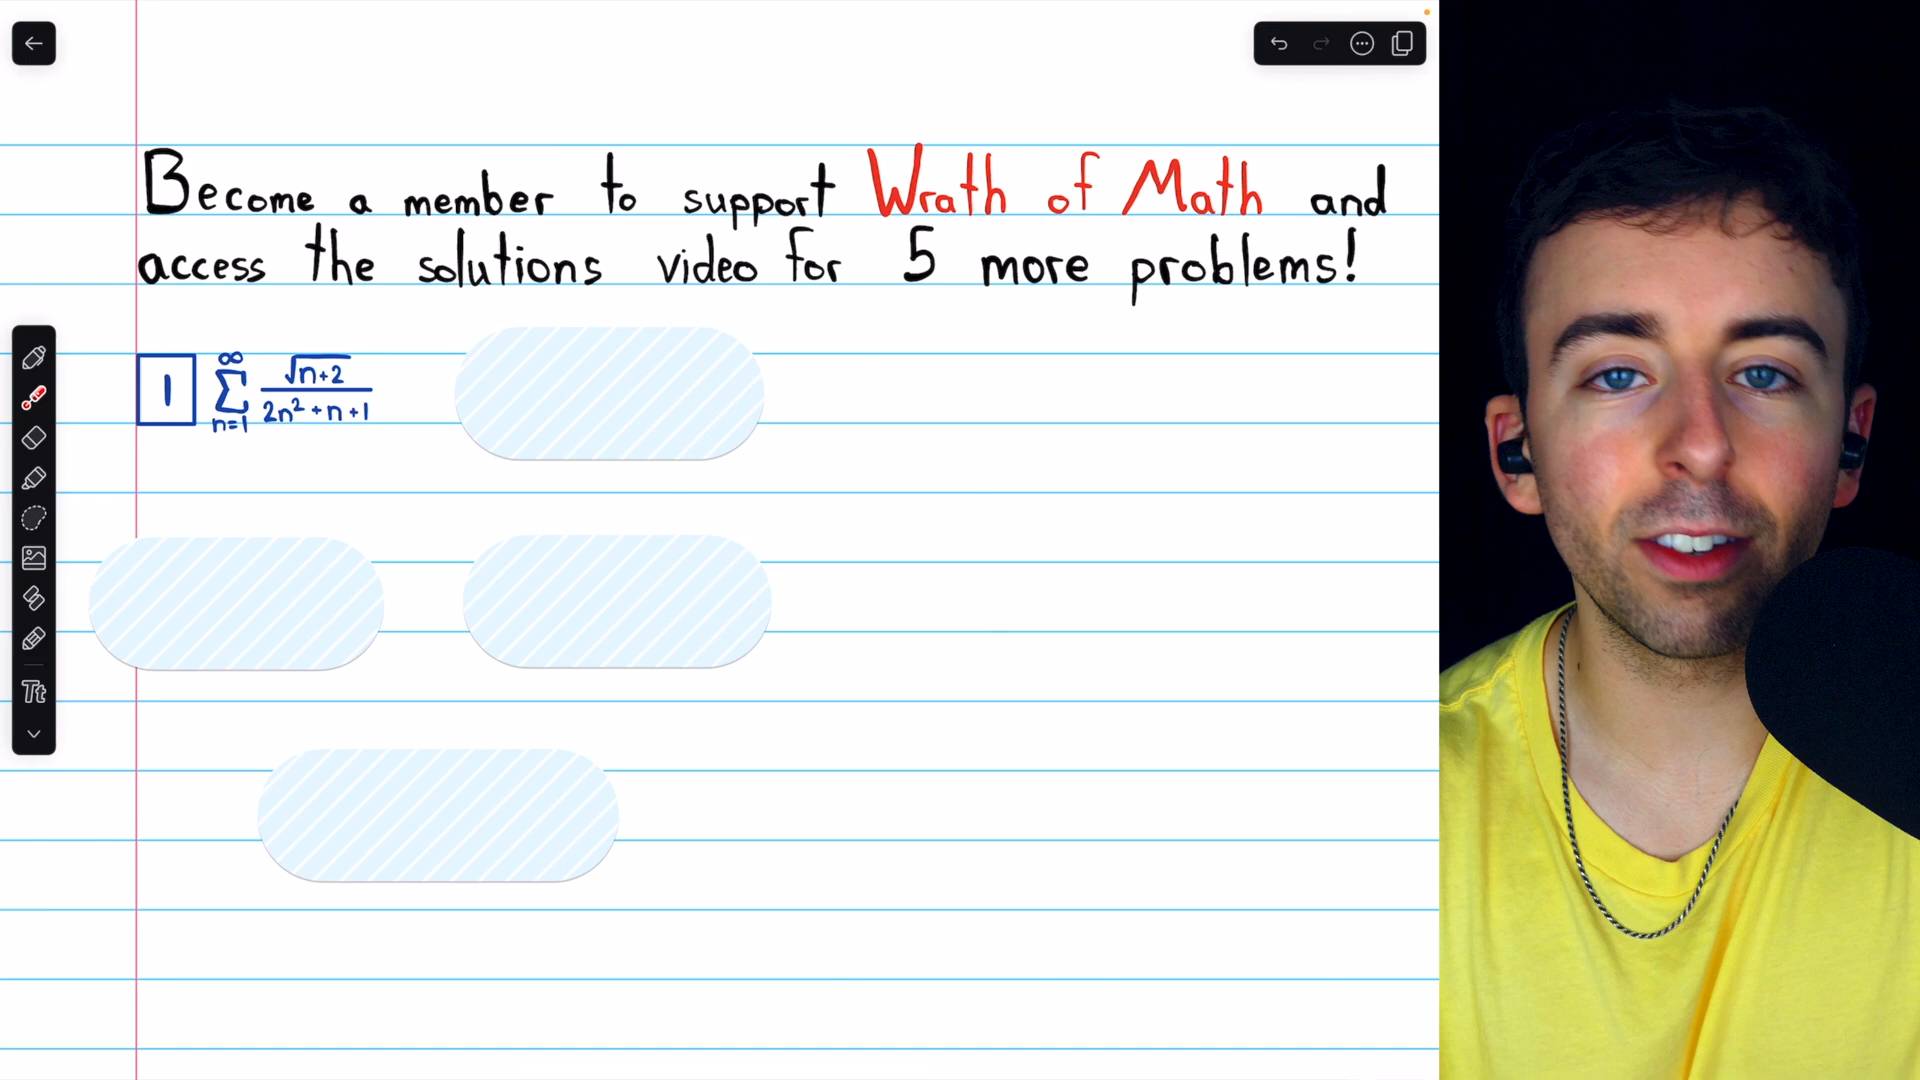 Become a member to support Wrath of Math and
access the solutions video for 5 more problems!
1 ∞ ∑ n=1 √n+2 / 2n² + n + 1
Tt